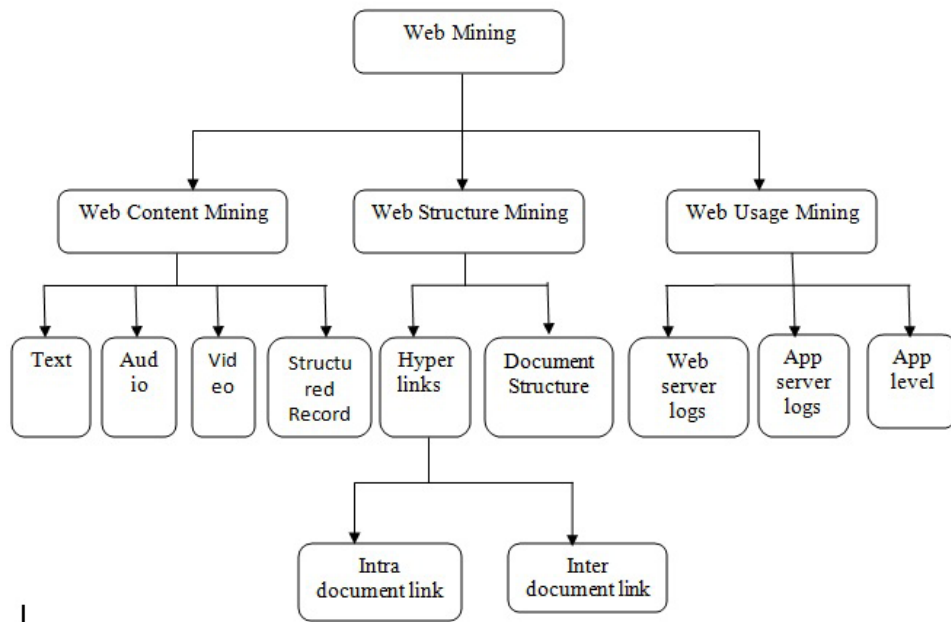 Web Mining
Web Content Mining
Web Structure Mining
Web Usage Mining
Text
Aud
io
Vid
eo
Structu
red
Record
Hyper
links
Document
Structure
Web
server
logs
App
server
logs
App
level
Intra
document link
Inter
document link